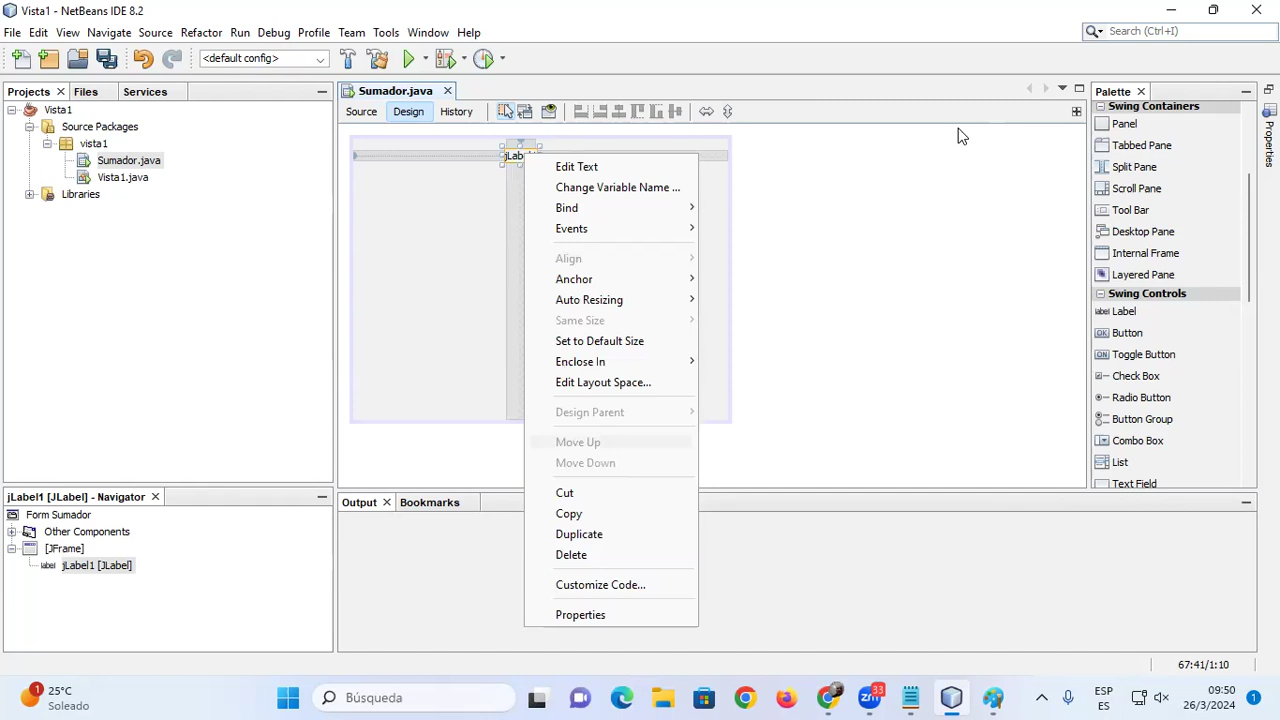 Vista1 - NetBeans IDE 8.2
File Edit View Navigate Source Refactor Run Debug Profile Team Tools Window Help
Search (Ctrl+I)
<default config>
Projects Files Services
Vista1
Source Packages
vista1
Sumador.java
Vista1.java
Libraries
Sumador.java
Source Design History
Edit Text
Change Variable Name ...
Bind
Events
Align
Anchor
Auto Resizing
Same Size
Set to Default Size
Enclose In
Edit Layout Space...
Design Parent
Move Up
Move Down
Cut
Copy
Duplicate
Delete
Customize Code...
Properties
Palette
Swing Containers
Panel
Tabbed Pane
Split Pane
Scroll Pane
Tool Bar
Desktop Pane
Internal Frame
Layered Pane
Swing Controls
label Label
OK Button
ON Toggle Button
Check Box
Radio Button
Button Group
Combo Box
List
Text Field
Properties
jLabel1 [JLabel] - Navigator
Form Sumador
Other Components
[JFrame]
label jLabel1 [JLabel]
Output Bookmarks
67:41/1:10
1
25°C
Soleado
Búsqueda
33
ESP
ES
09:50
26/3/2024
1